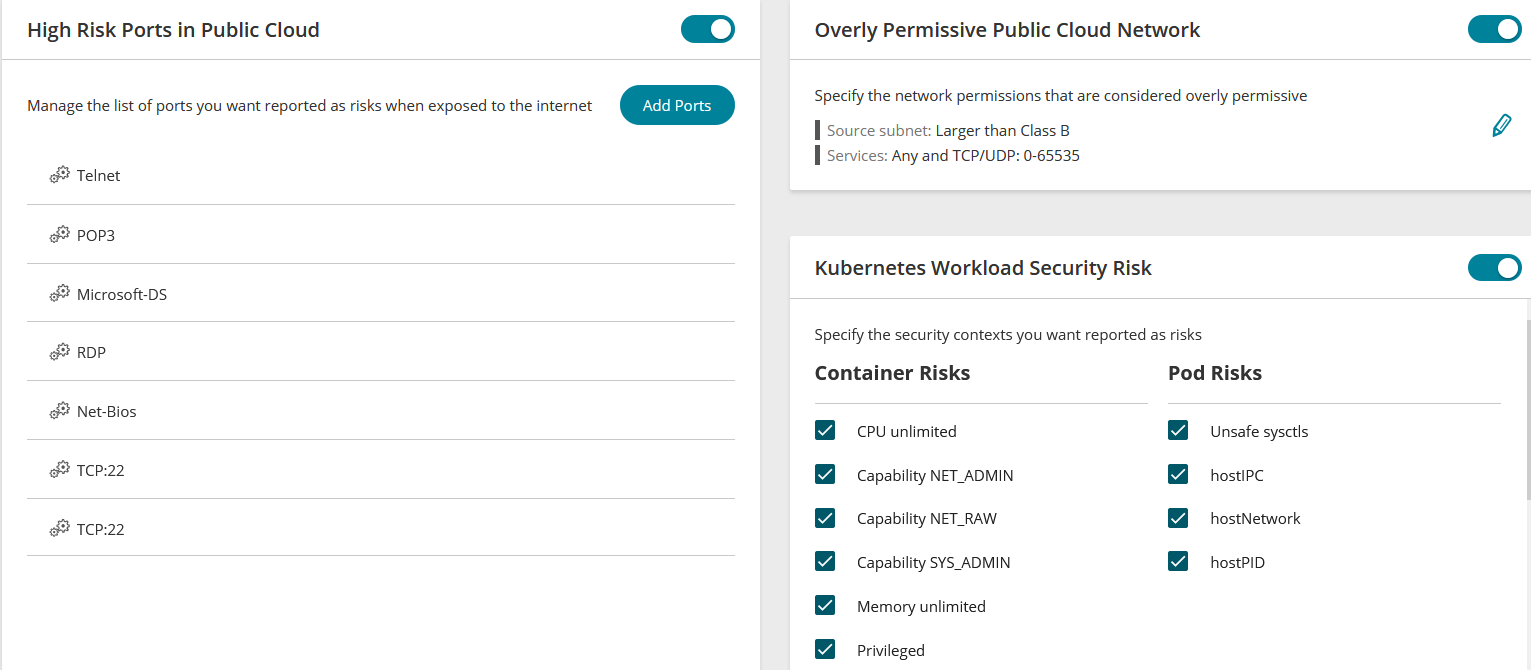 High Risk Ports in Public Cloud
Manage the list of ports you want reported as risks when exposed to the internet
Add Ports
Telnet
POP3
Microsoft-DS
RDP
Net-Bios
TCP:22
TCP:22
Overly Permissive Public Cloud Network
Specify the network permissions that are considered overly permissive
Source subnet: Larger than Class B
Services: Any and TCP/UDP: 0-65535
Kubernetes Workload Security Risk
Specify the security contexts you want reported as risks
Container Risks
CPU unlimited
Capability NET_ADMIN
Capability NET_RAW
Capability SYS_ADMIN
Memory unlimited
Privileged
Pod Risks
Unsafe sysctls
hostIPC
hostNetwork
hostPID